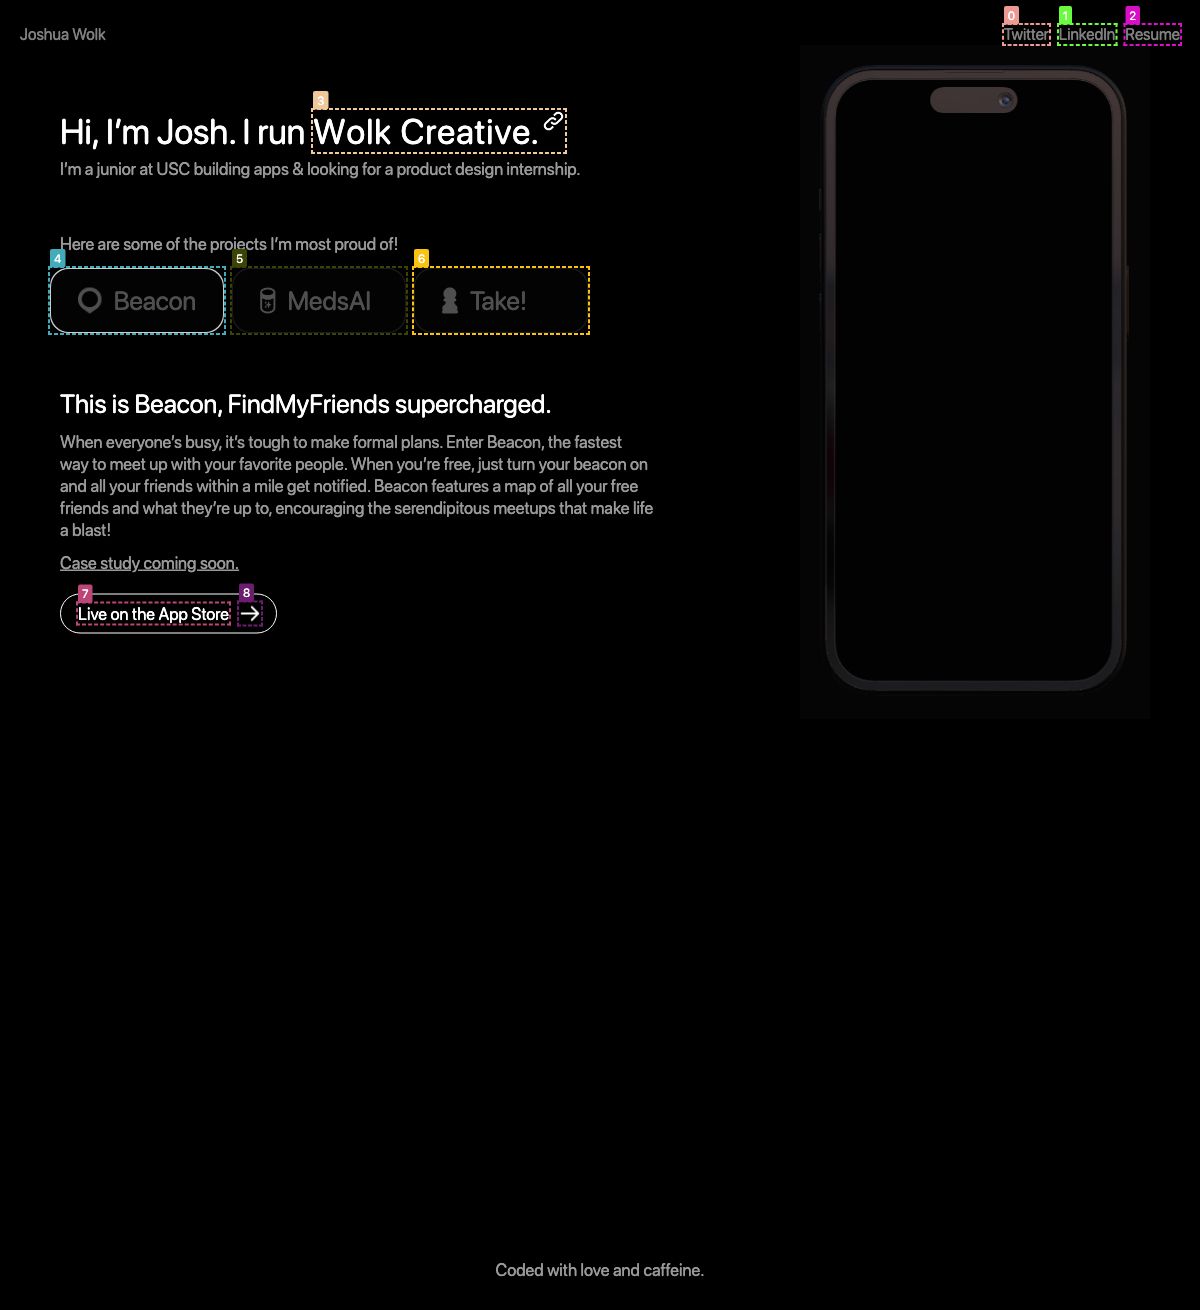 Joshua Wolk
0
1
2
Twitter
LinkedIn
Resume
3
Hi, I'm Josh. I run Wolk Creative.
I'm a junior at USC building apps & looking for a product design internship.
Here are some of the projects I'm most proud of!
4
5
6
Beacon
MedsAI
Take!
This is Beacon, FindMyFriends supercharged.
When everyone's busy, it's tough to make formal plans. Enter Beacon, the fastest
way to meet up with your favorite people. When you're free, just turn your beacon on
and all your friends within a mile get notified. Beacon features a map of all your free
friends and what they're up to, encouraging the serendipitous meetups that make life
a blast!
Case study coming soon.
7
8
Live on the App Store
Coded with love and caffeine.